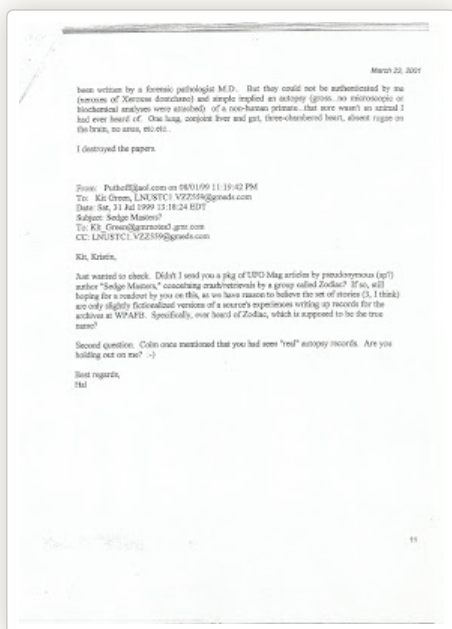 March 22, 2001
been written by a forensic pathologist M.D. But they could not be authenticated by me
(xeroxes of Xeroxes dontchano) and simple implied an autopsy (gross..no microscopic or
biochemical analyses were attached) of a non-human primate..that sure wasn't an animal I
had ever heard of. One lung, conjoint liver and gut, three-chambered heart, absent rugae on
the brain, no anus, etc.etc..
I destroyed the papers.
From: Puthoff@aol.com on 08/01/99 11:19:42 PM
To: Kit Green, LNUSTC1.VZZ559@gmeds.com
Date: Sat, 31 Jul 1999 13:18:24 EDT
Subject: Sedge Masters?
To: Kit_Green@gmrnotes3.gmr.com
CC: LNUSTC1.VZZ559@gmeds.com
Kit, Kristin,
Just wanted to check. Didn't I send you a pkg of UFO Mag articles by pseudonymous (sp?)
author "Sedge Masters," concerning crash/retrievals by a group called Zodiac? If so, still
hoping for a readout by you on this, as we have reason to believe the set of stories (3, I think)
are only slightly fictionalized versions of a source's experiences writing up records for the
archives at WPAFB. Specifically, ever heard of Zodiac, which is supposed to be the true
name?
Second question. Colm once mentioned that you had seen "real" autopsy records. Are you
holding out on me? :-)
Best regards,
Hal
11